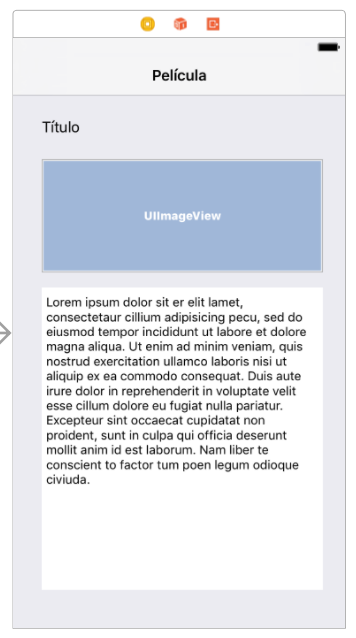 Película
Título
UIImageView
Lorem ipsum dolor sit er elit lamet,
consectetaur cillium adipisicing pecu, sed do
eiusmod tempor incididunt ut labore et dolore
magna aliqua. Ut enim ad minim veniam, quis
nostrud exercitation ullamco laboris nisi ut
aliquip ex ea commodo consequat. Duis aute
irure dolor in reprehenderit in voluptate velit
esse cillum dolore eu fugiat nulla pariatur.
Excepteur sint occaecat cupidatat non
proident, sunt in culpa qui officia deserunt
mollit anim id est laborum. Nam liber te
conscient to factor tum poen legum odioque
civiuda.